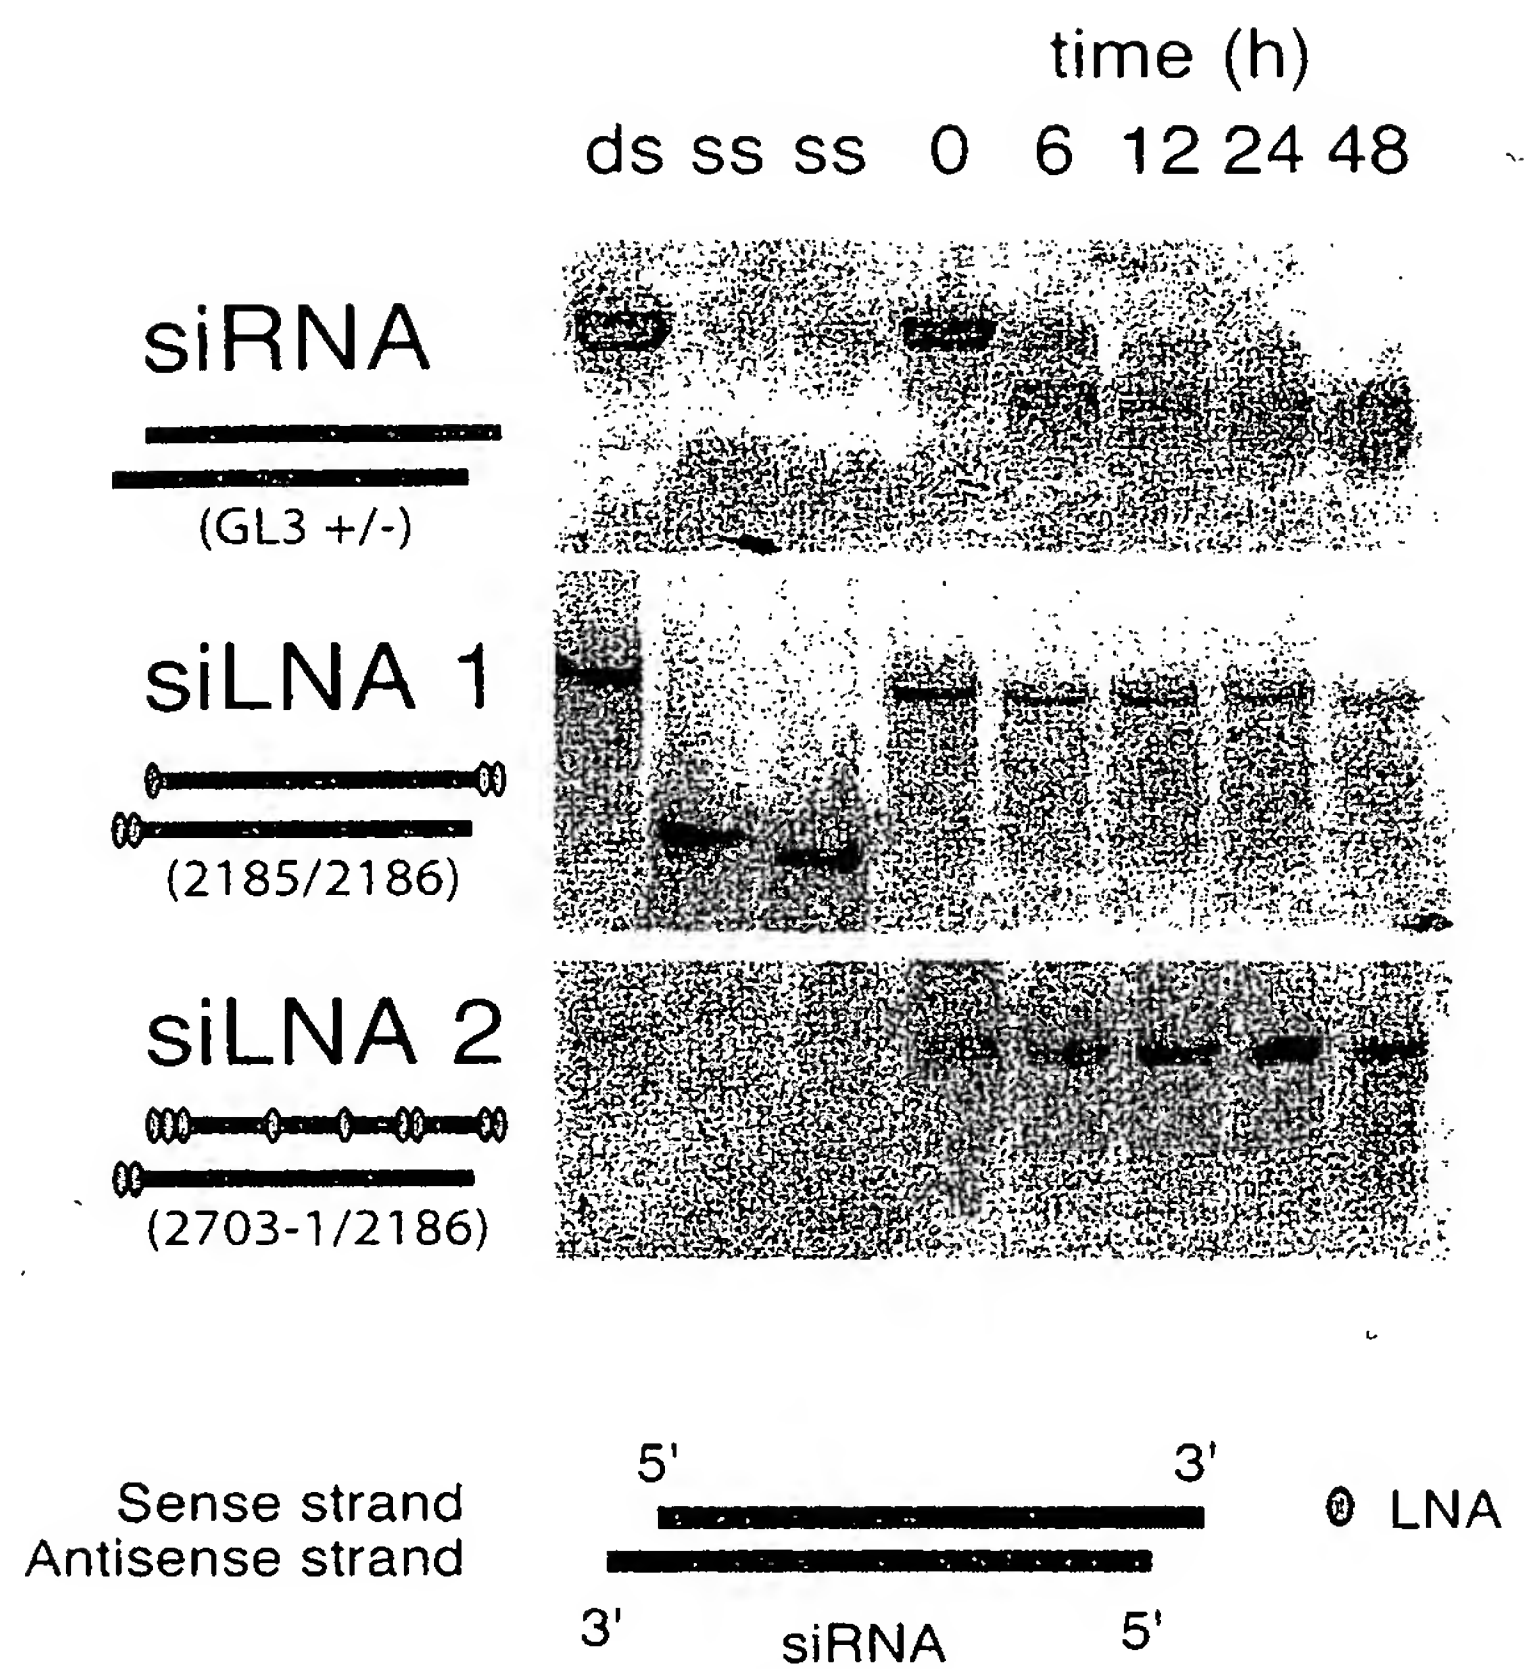 time (h)
ds ss ss 0 6 12 24 48
siRNA
(GL3 +/-)
siLNA 1
(2185/2186)
siLNA 2
(2703-1/2186)
5' 3'
Sense strand
LNA
Antisense strand
3' 5'
siRNA